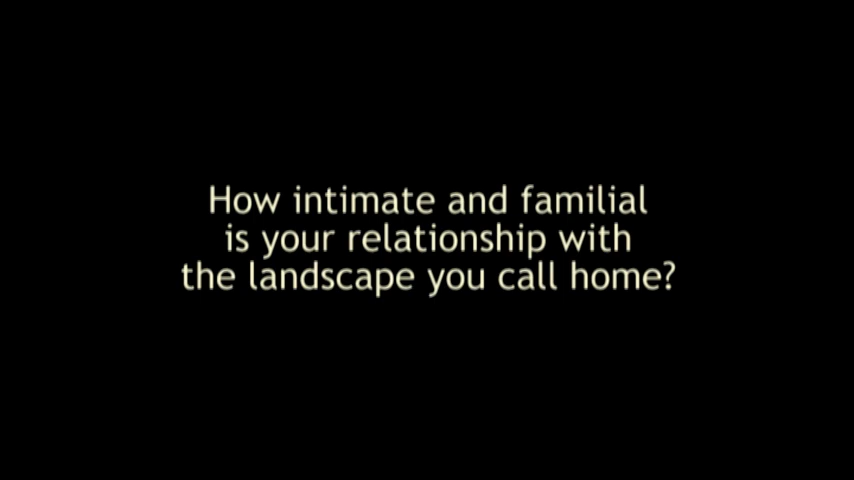 How intimate and familial
is your relationship with
the landscape you call home?